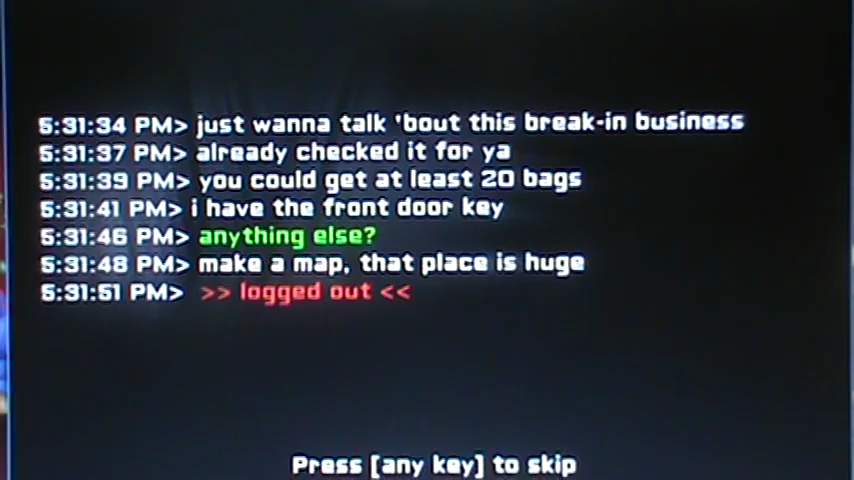 5:31:34 PM> just wanna talk 'bout this break-in business
5:31:37 PM> already checked it for ya
5:31:39 PM> you could get at least 20 bags
5:31:41 PM> i have the front door key
5:31:46 PM> anything else?
5:31:48 PM> make a map, that place is huge
5:31:51 PM> >> logged out <<
Press [any key] to skip